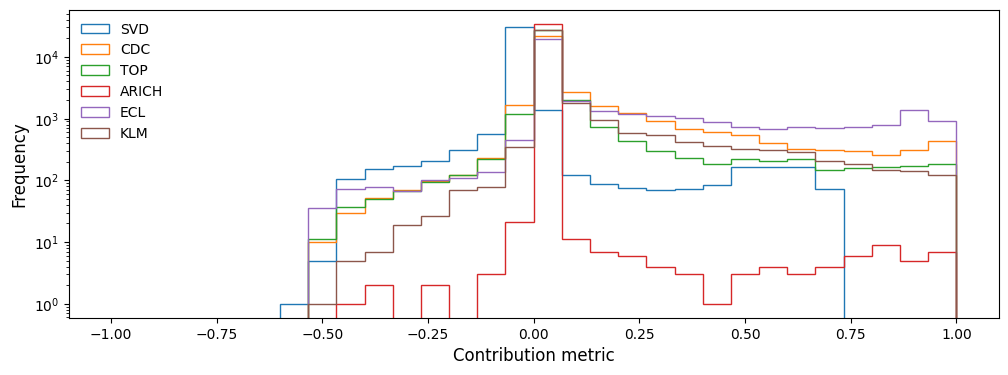 SVD
CDC
TOP
ARICH
ECL
KLM
Frequency
10⁴
10³
10²
10¹
10⁰
−1.00 −0.75 −0.50 −0.25 0.00 0.25 0.50 0.75 1.00
Contribution metric